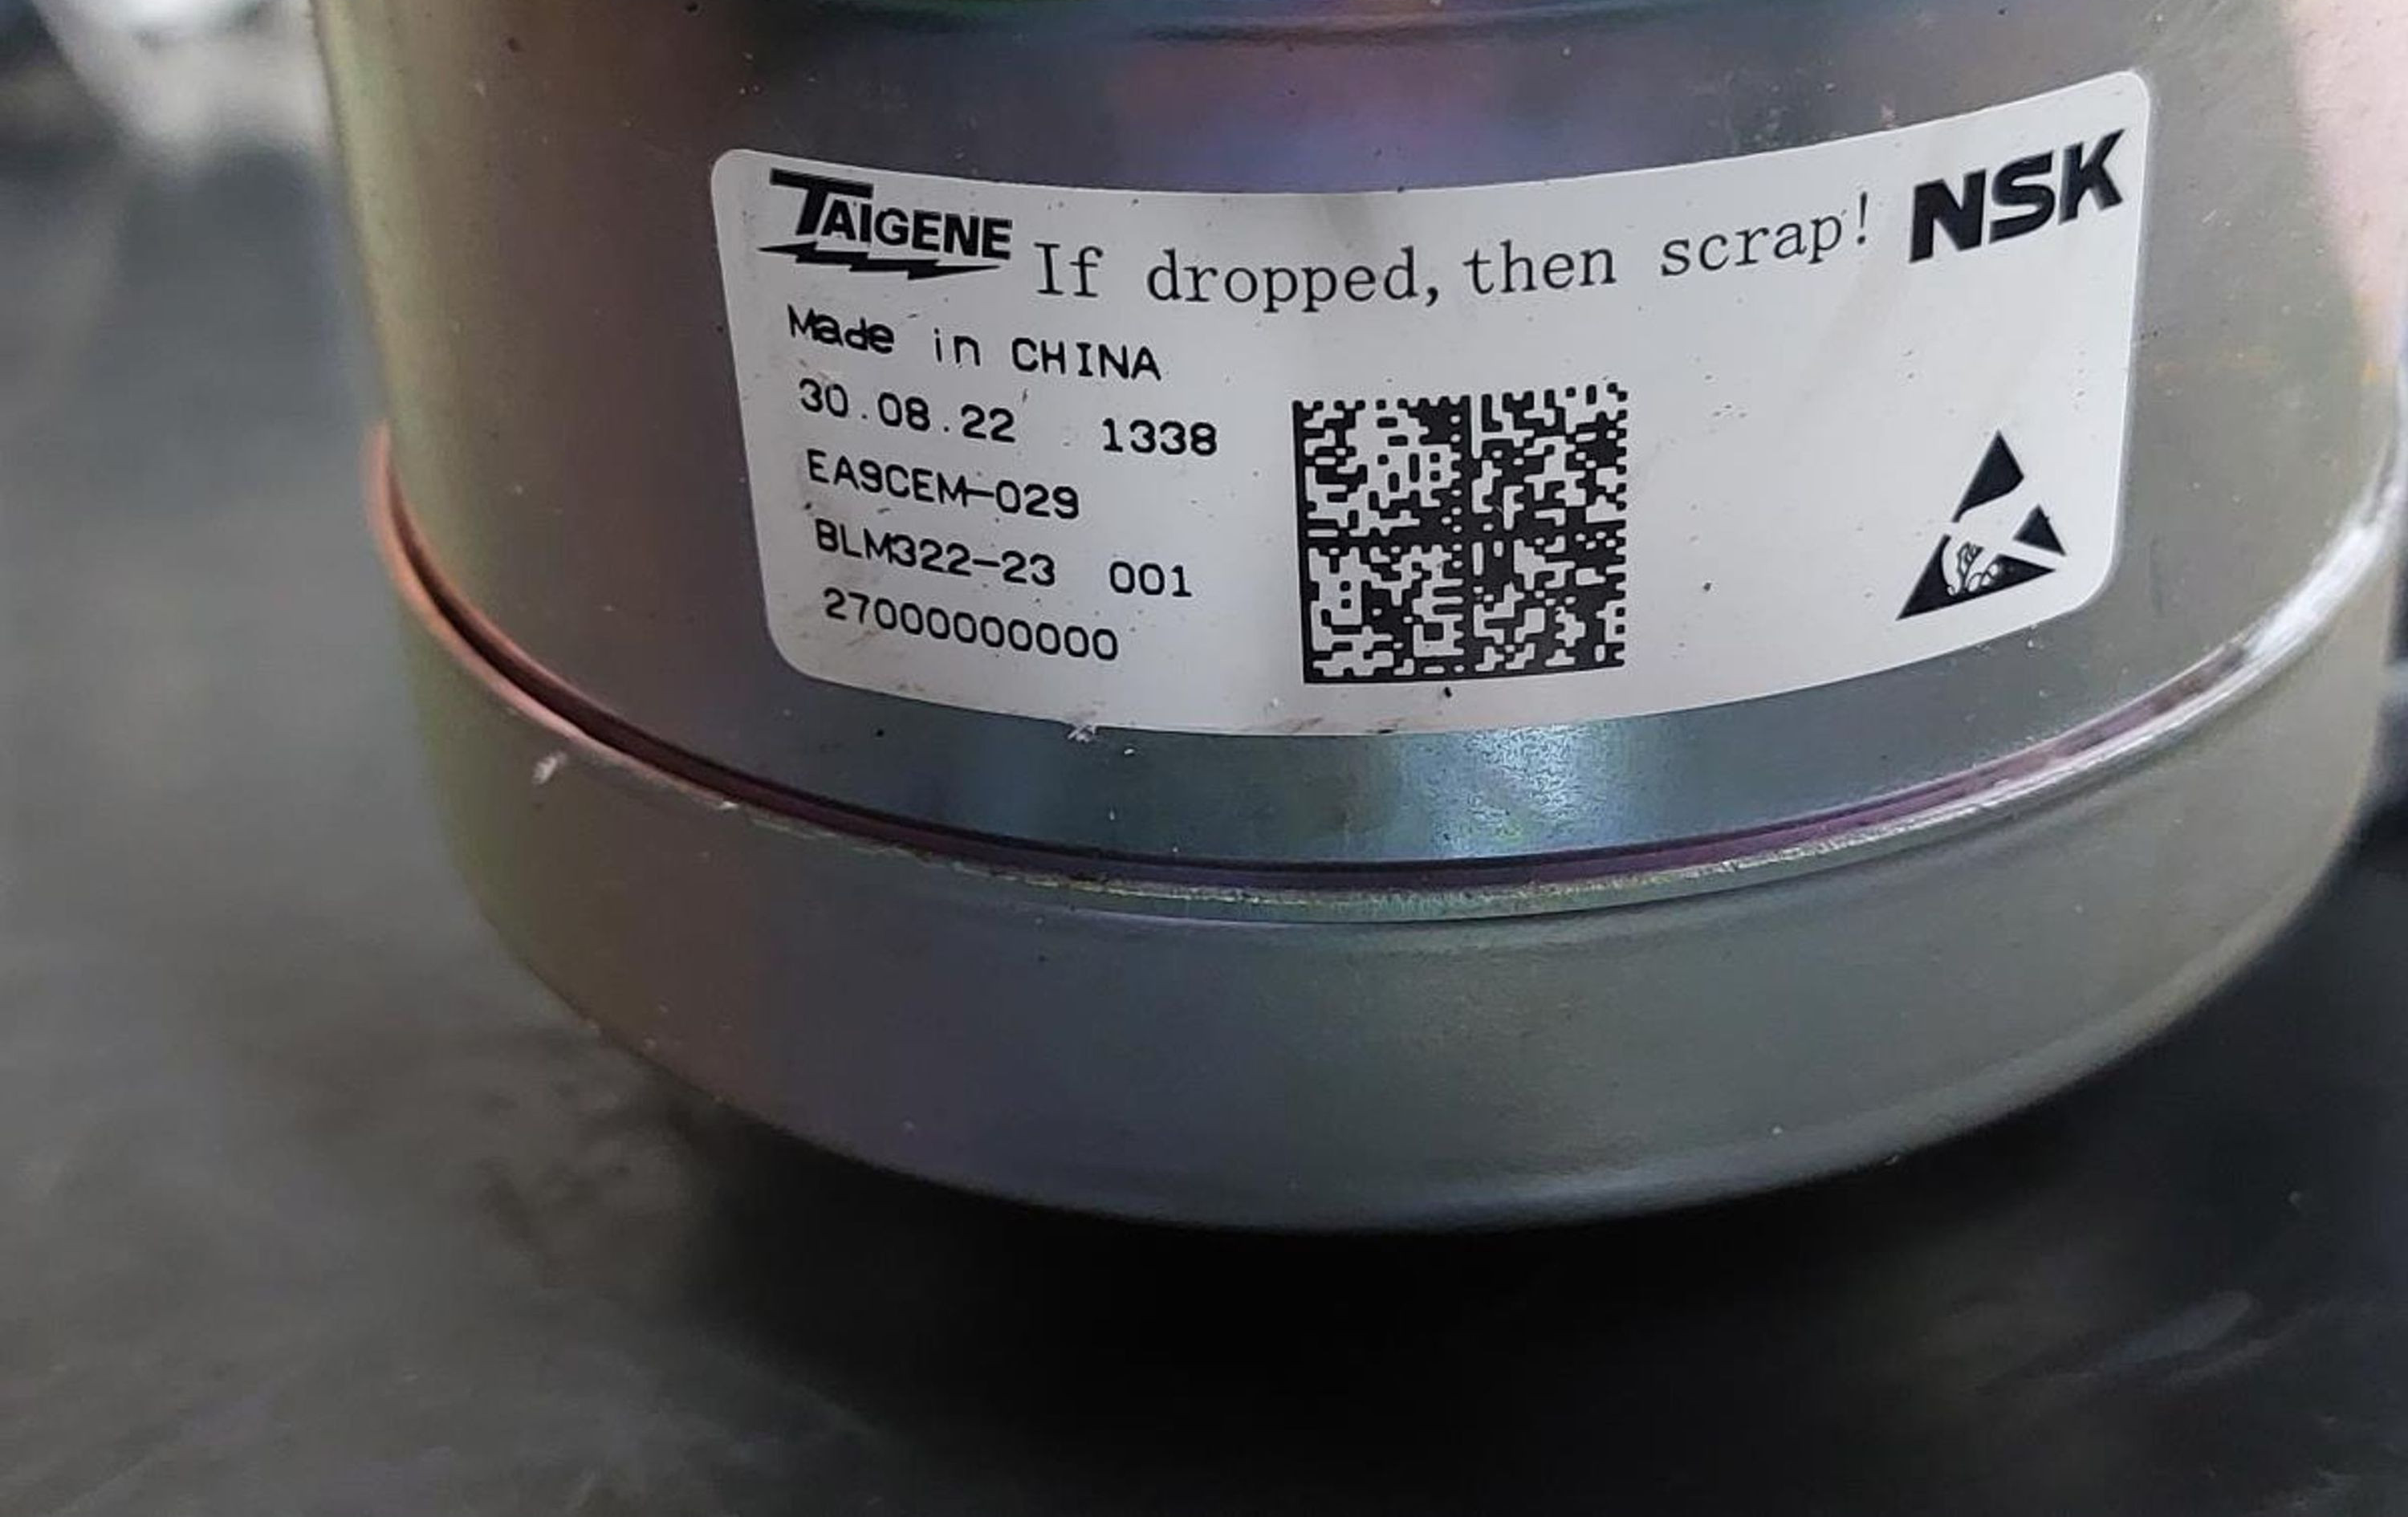 TAIGENE If dropped, then scrap! NSK
Made in CHINA
30.08.22 1338
EA9CEM-029
BLM322-23 001
27000000000